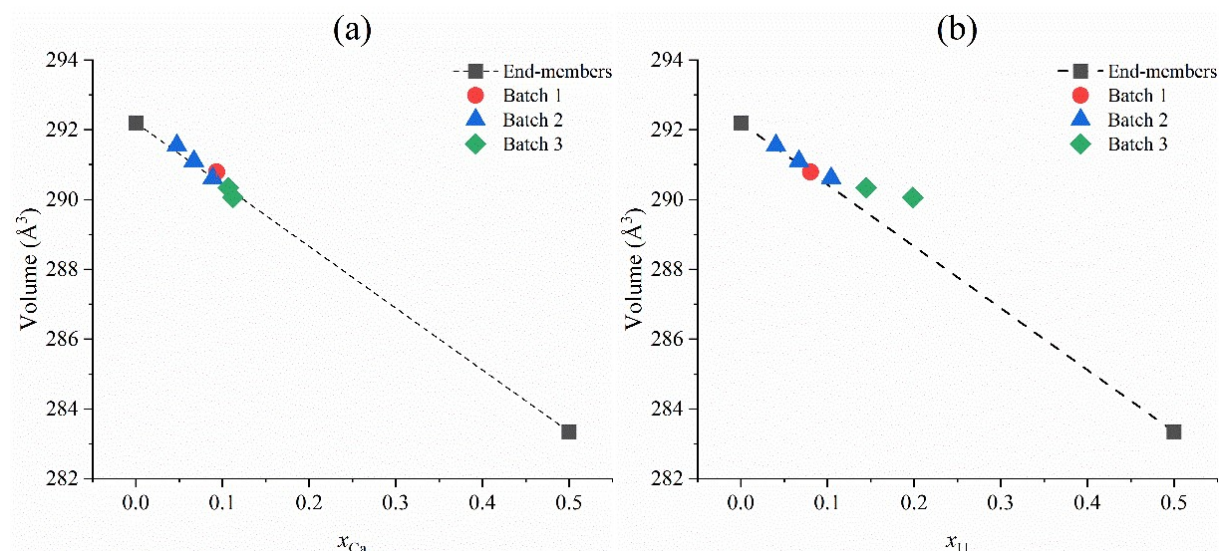 (a)
294
292
290
288
286
284
282
Volume (Å³)
End-members
Batch 1
Batch 2
Batch 3
0.0 0.1 0.2 0.3 0.4 0.5
x_Ca
(b)
294
292
290
288
286
284
282
Volume (Å³)
End-members
Batch 1
Batch 2
Batch 3
0.0 0.1 0.2 0.3 0.4 0.5
x_U